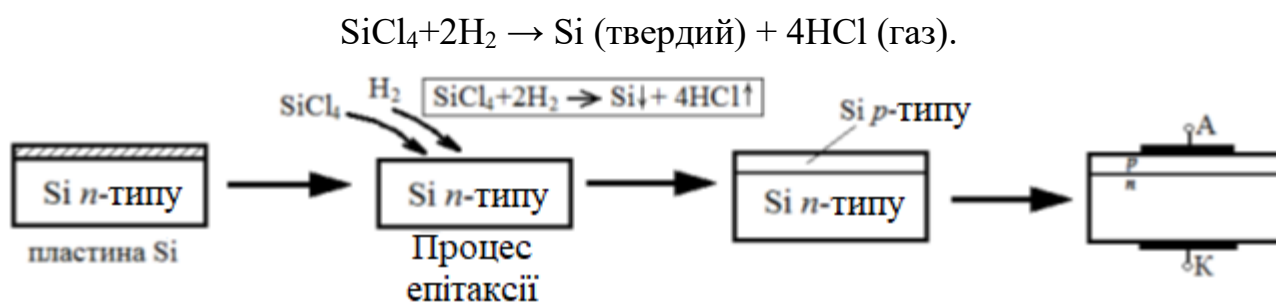 SiCl₄+2H₂ → Si (твердий) + 4HCl (газ).
SiCl₄
H₂
SiCl₄+2H₂ → Si↓+ 4HCl↑
Si n-типу
пластина Si
Si n-типу
Процес
епітаксії
Si p-типу
Si n-типу
A
p
n
K